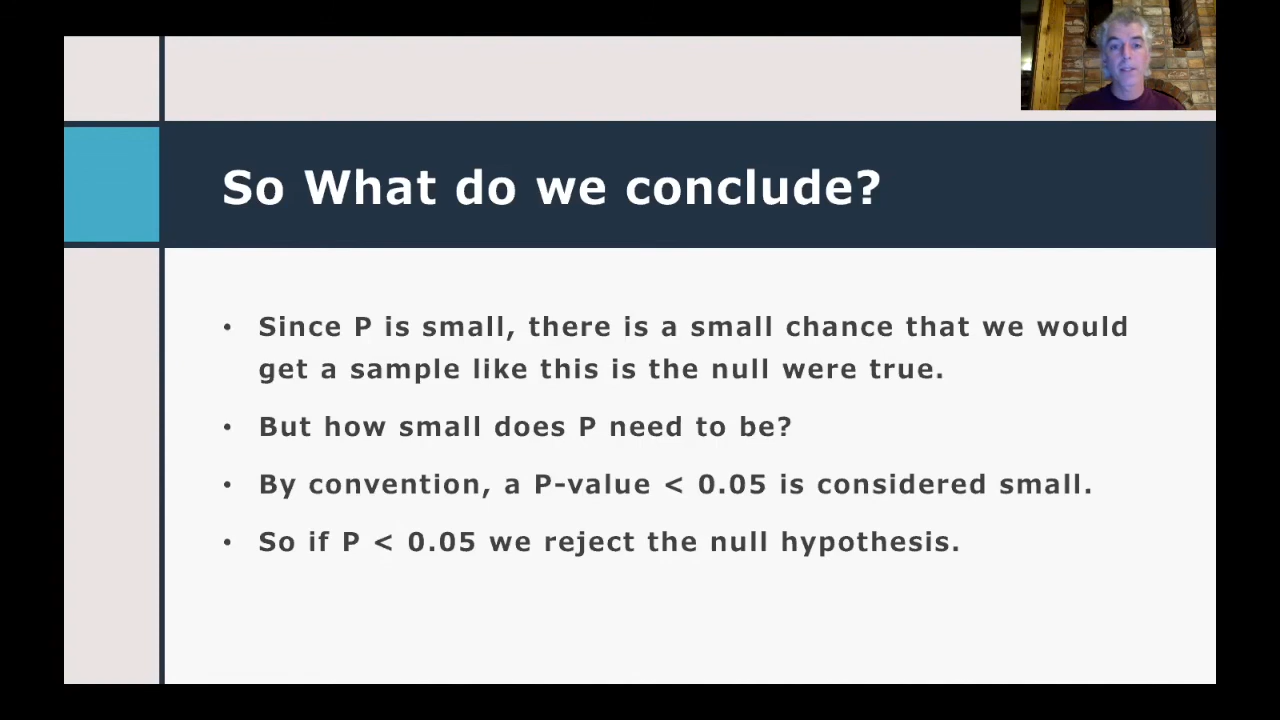 So What do we conclude?
• Since P is small, there is a small chance that we would
get a sample like this is the null were true.
• But how small does P need to be?
• By convention, a P-value < 0.05 is considered small.
• So if P < 0.05 we reject the null hypothesis.